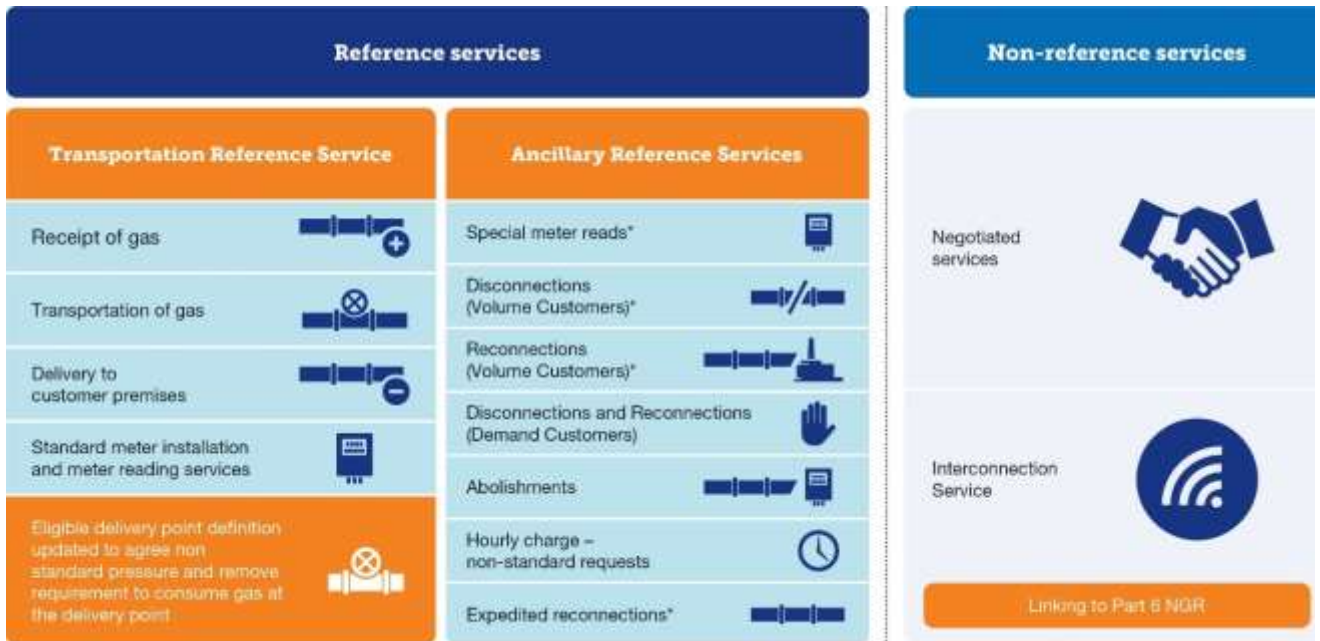 Reference services
Non-reference services
Transportation Reference Service
Receipt of gas
Transportation of gas
Delivery to
customer premises
Standard meter installation
and meter reading services
Eligible delivery point definition
updated to agree non
standard pressure and remove
requirement to consume gas at
the delivery point
Ancillary Reference Services
Special meter reads*
Disconnections
(Volume Customers)*
Reconnections
(Volume Customers)*
Disconnections and Reconnections
(Demand Customers)
Abolishments
Hourly charge –
non-standard requests
Expedited reconnections*
Negotiated
services
Interconnection
Service
Linking to Part 6 NGR